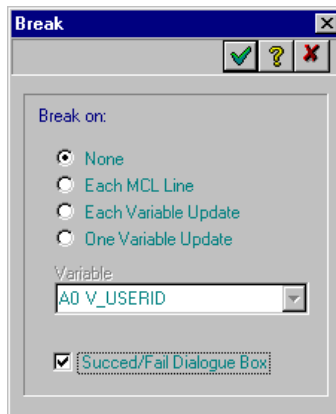 Break
Break on:
None
Each MCL Line
Each Variable Update
One Variable Update
Variable
A0 V_USERID
Succed/Fail Dialogue Box